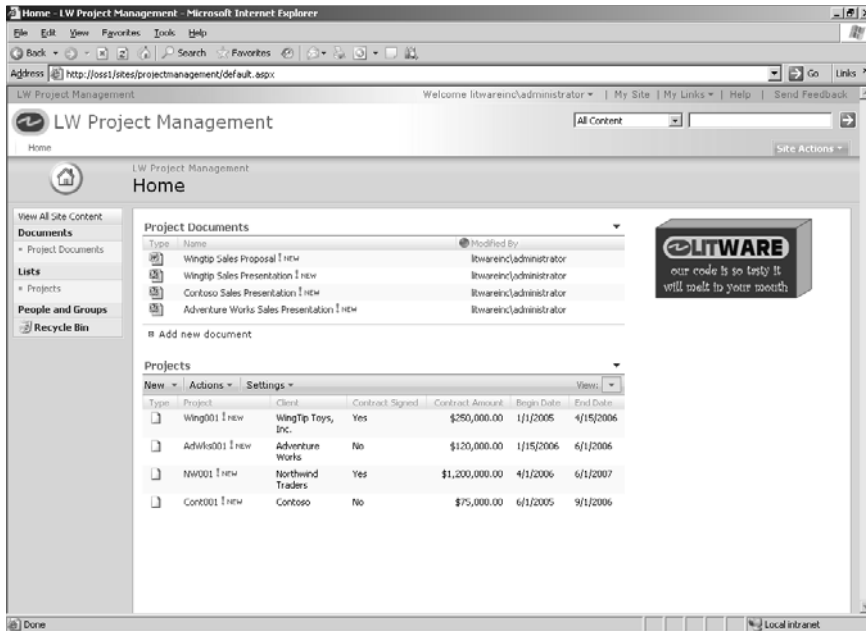 Home - LW Project Management - Microsoft Internet Explorer
File Edit View Favorites Tools Help
Back Search Favorites
Address http://oss1/sites/projectmanagement/default.aspx Go Links
LW Project Management Welcome litwareinc\administrator | My Site | My Links | Help | Send Feedback
LW Project Management All Content
Home Site Actions
LW Project Management
Home
View All Site Content
Documents
Project Documents
Lists
Projects
People and Groups
Recycle Bin
Project Documents
Type Name Modified By
Wingtip Sales Proposal ! NEW litwareinc\administrator
Wingtip Sales Presentation ! NEW litwareinc\administrator
Contoso Sales Presentation ! NEW litwareinc\administrator
Adventure Works Sales Presentation ! NEW litwareinc\administrator
Add new document
Projects
New Actions Settings View:
Type Project Client Contract Signed Contract Amount Begin Date End Date
Wing001 ! NEW WingTip Toys, Inc. Yes $250,000.00 1/1/2005 4/15/2006
AdWks001 ! NEW Adventure Works No $120,000.00 1/15/2006 6/1/2006
NW001 ! NEW Northwind Traders Yes $1,200,000.00 4/1/2006 6/1/2007
Cont001 ! NEW Contoso No $75,000.00 6/1/2005 9/1/2006
LITWARE
our code is so tasty it
will melt in your mouth
Done Local intranet